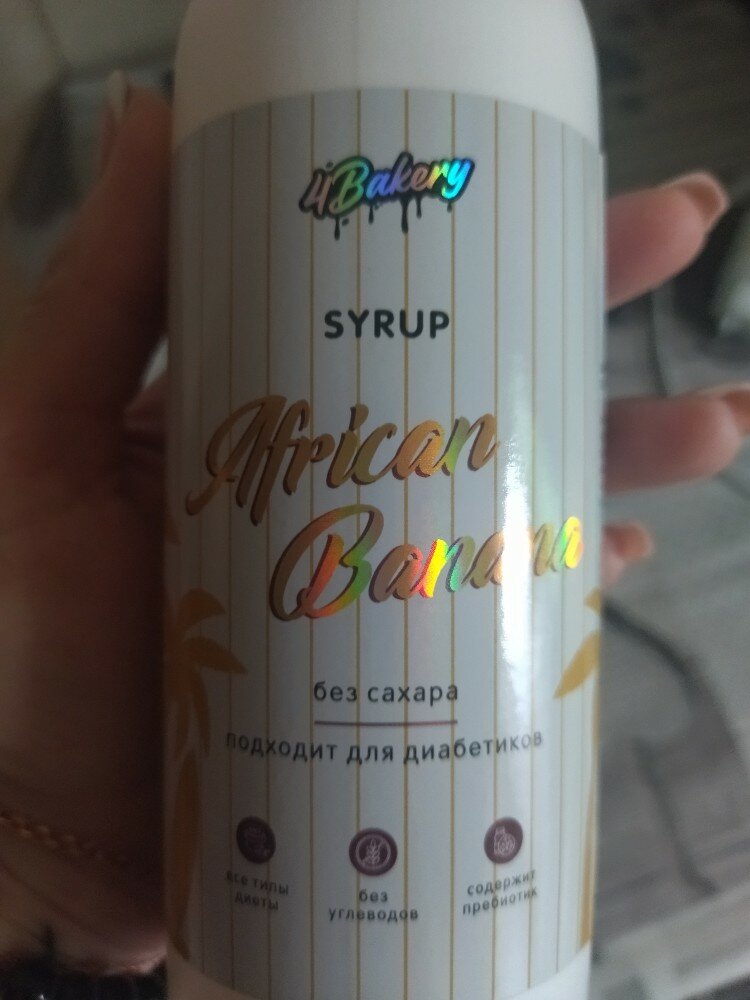 4Bakery
SYRUP
African
Banana
без сахара
подходит для диабетиков
все типы
диеты
без
углеводов
содержит
пребиотик